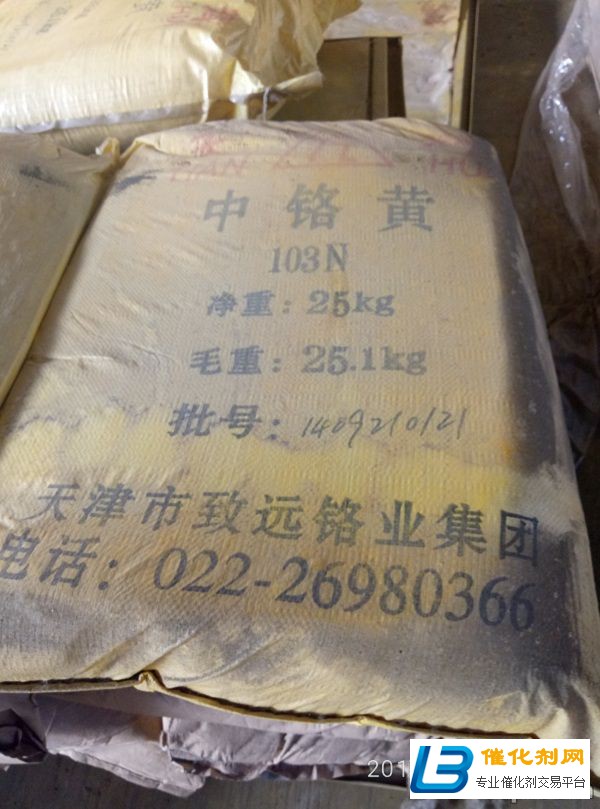 中铬黄
103N
净重：25kg
毛重：25.1kg
批号：1409210121
天津市致远铬业集团
电话：022-26980366
201
催化剂网
专业催化剂交易平台